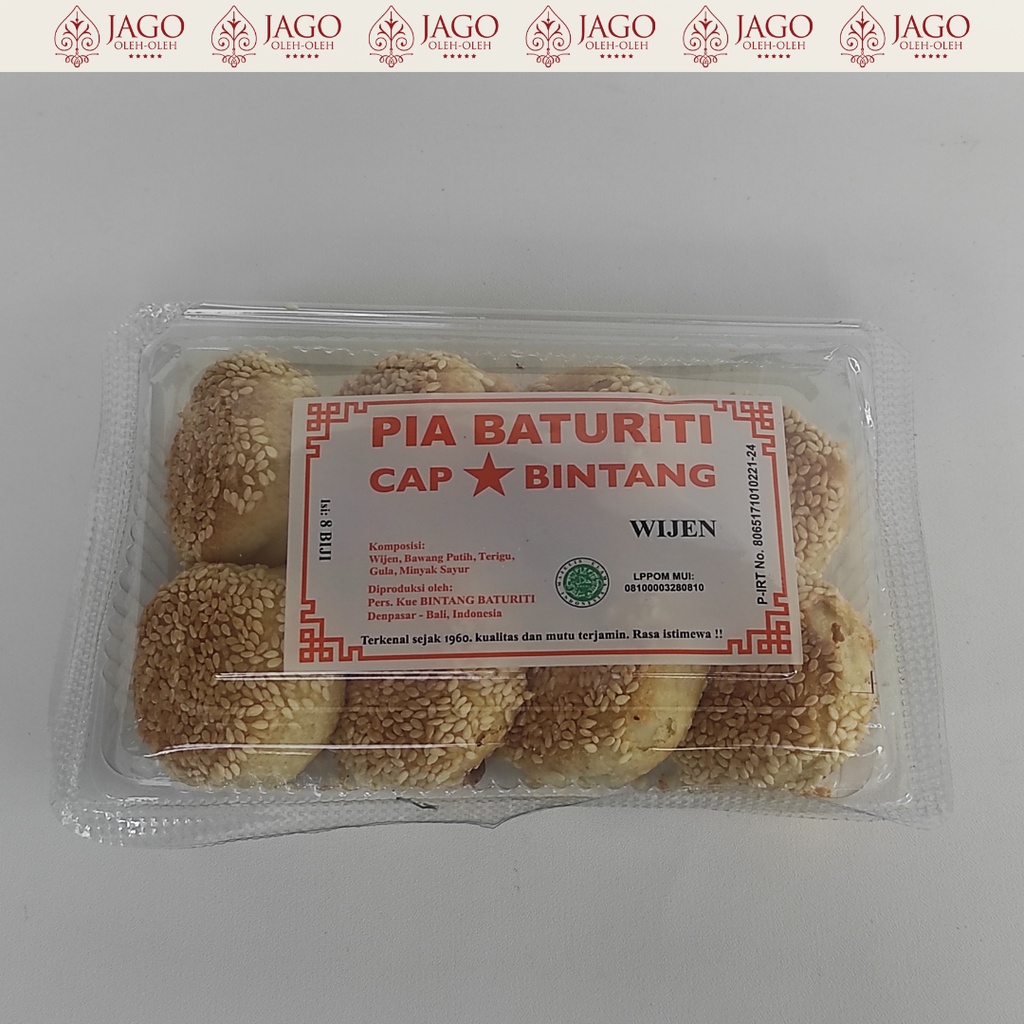 JAGO JAGO JAGO JAGO JAGO JAGO
OLEH-OLEH OLEH-OLEH OLEH-OLEH OLEH-OLEH OLEH-OLEH OLEH-OLEH
PIA BATURITI
CAP ★ BINTANG
WIJEN
Isi: 8 BIJI
Komposisi:
Wijen, Bawang Putih, Terigu,
Gula, Minyak Sayur
Diproduksi oleh:
Pers. Kue BINTANG BATURITI
Denpasar - Bali, Indonesia
LPPOM MUI:
08100003280810
P-IRT No. 8065171010221-24
Terkenal sejak 1960. kualitas dan mutu terjamin. Rasa istimewa !!